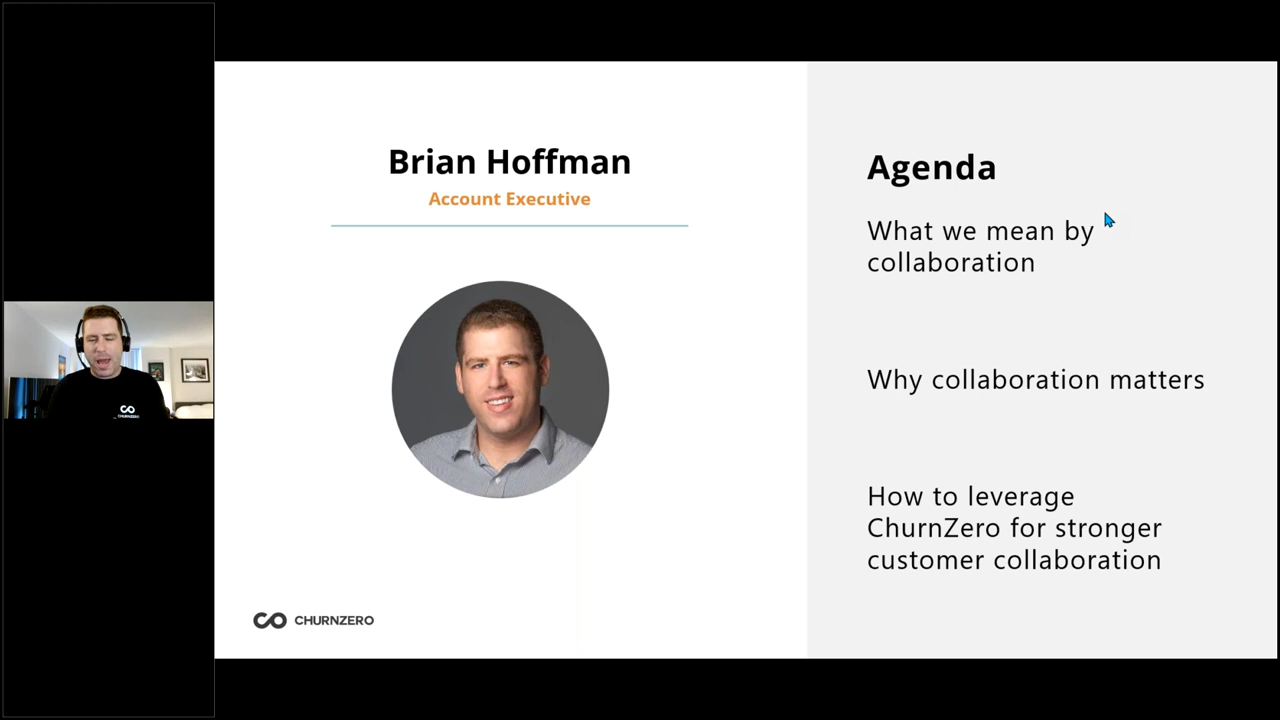 Brian Hoffman
Account Executive
CHURNZERO
Agenda
What we mean by
collaboration
Why collaboration matters
How to leverage
ChurnZero for stronger
customer collaboration
CHURNZERO